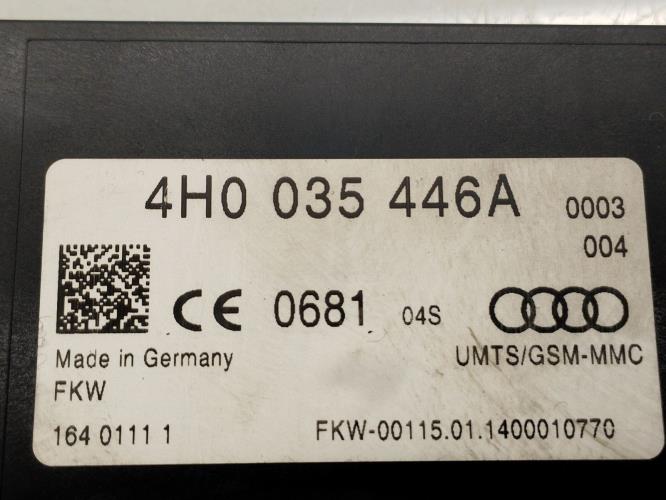 4H0 035 446A 0003
004
CE 0681 04S
Made in Germany UMTS/GSM-MMC
FKW
164 0111 1 FKW-00115.01.1400010770